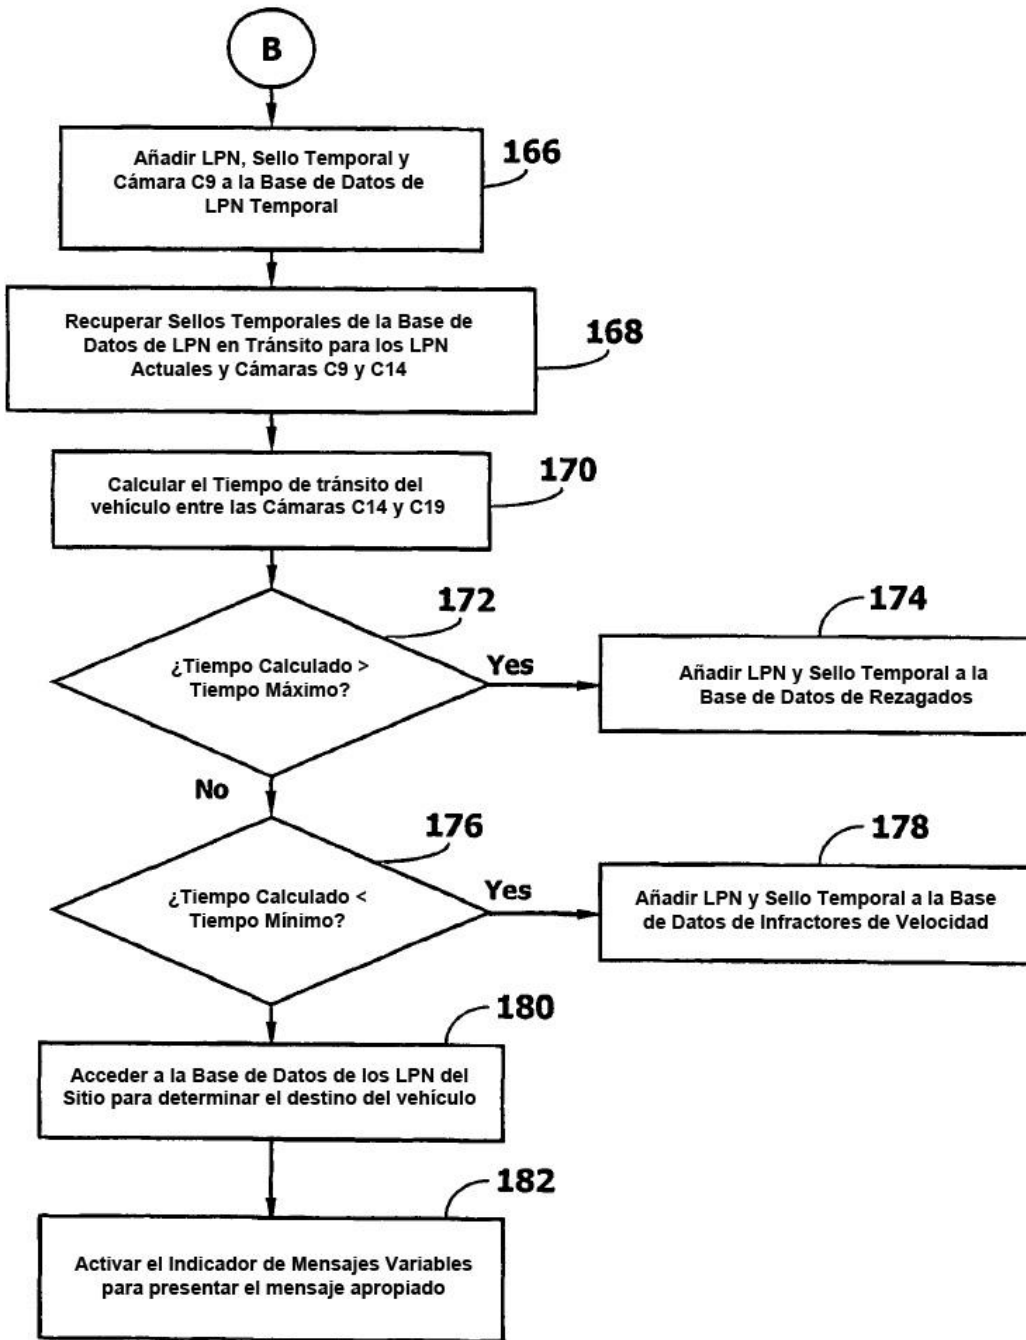 B
Añadir LPN, Sello Temporal y
Cámara C9 a la Base de Datos de
LPN Temporal
166
Recuperar Sellos Temporales de la Base de
Datos de LPN en Tránsito para los LPN
Actuales y Cámaras C9 y C14
168
Calcular el Tiempo de tránsito del
vehículo entre las Cámaras C14 y C19
170
¿Tiempo Calculado >
Tiempo Máximo?
172
Yes
174
Añadir LPN y Sello Temporal a la
Base de Datos de Rezagados
No
¿Tiempo Calculado <
Tiempo Mínimo?
176
Yes
178
Añadir LPN y Sello Temporal a la Base
de Datos de Infractores de Velocidad
180
Acceder a la Base de Datos de los LPN del
Sitio para determinar el destino del vehículo
182
Activar el Indicador de Mensajes Variables
para presentar el mensaje apropiado